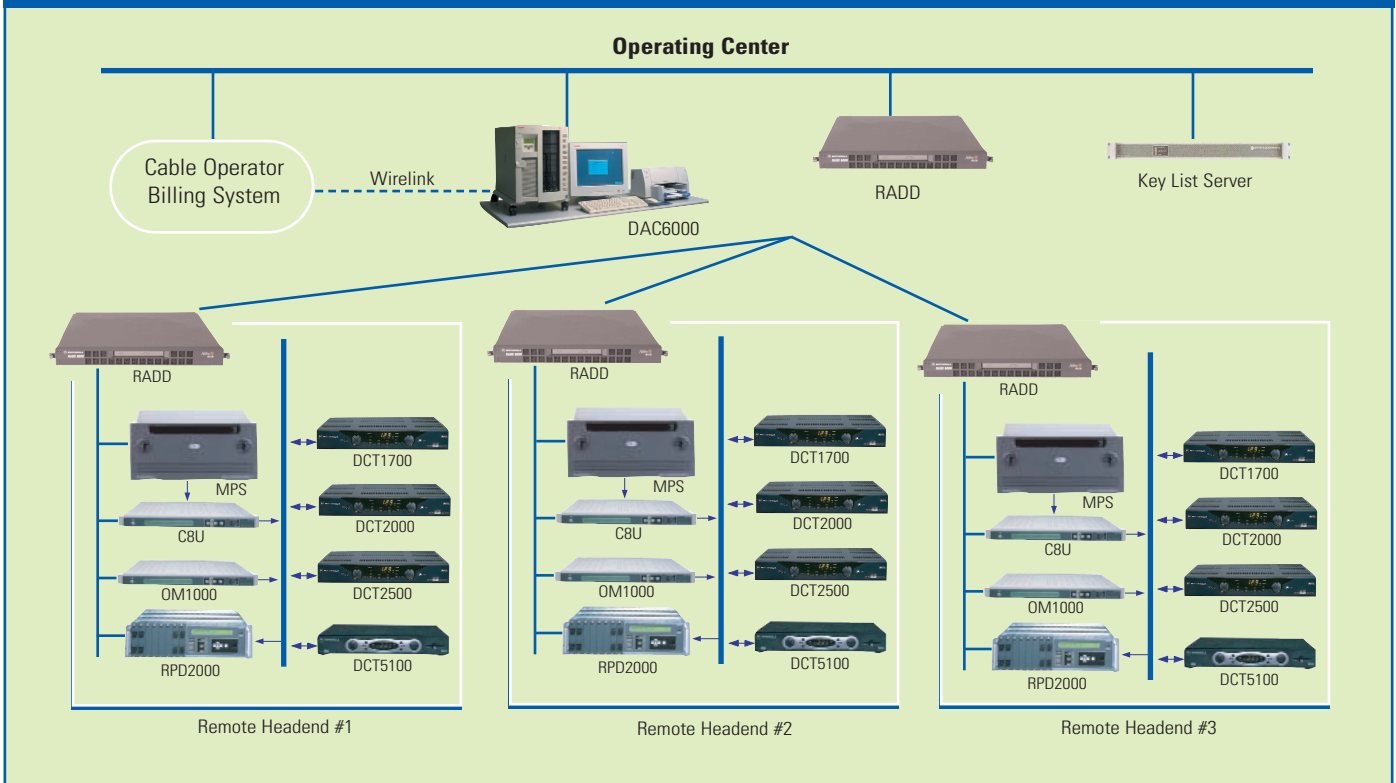 Operating Center
Cable Operator
Billing System
Wirelink
DAC6000
RADD
Key List Server
RADD
MPS
C8U
OM1000
RPD2000
DCT1700
DCT2000
DCT2500
DCT5100
Remote Headend #1
RADD
MPS
C8U
OM1000
RPD2000
DCT1700
DCT2000
DCT2500
DCT5100
Remote Headend #2
RADD
MPS
C8U
OM1000
RPD2000
DCT1700
DCT2000
DCT2500
DCT5100
Remote Headend #3